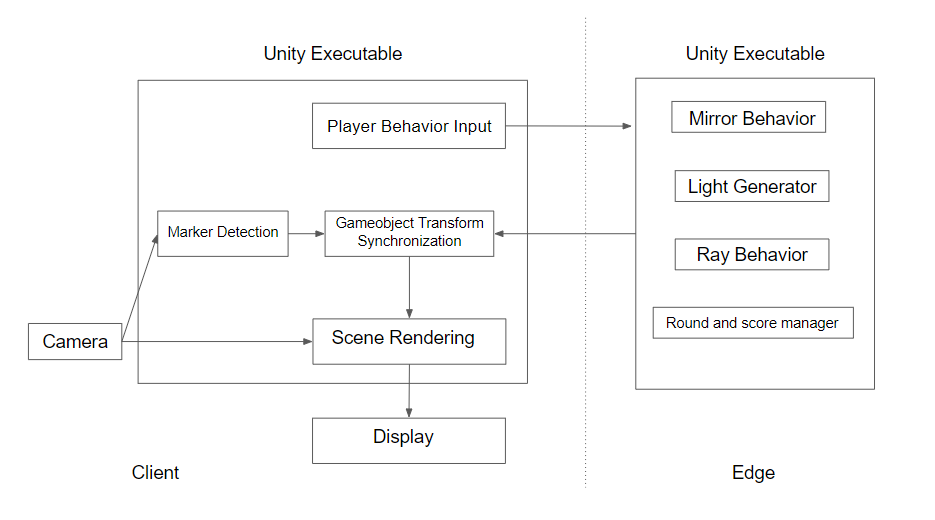 Unity Executable
Unity Executable
Player Behavior Input
Mirror Behavior
Light Generator
Marker Detection
Gameobject Transform
Synchronization
Ray Behavior
Round and score manager
Camera
Scene Rendering
Display
Client
Edge